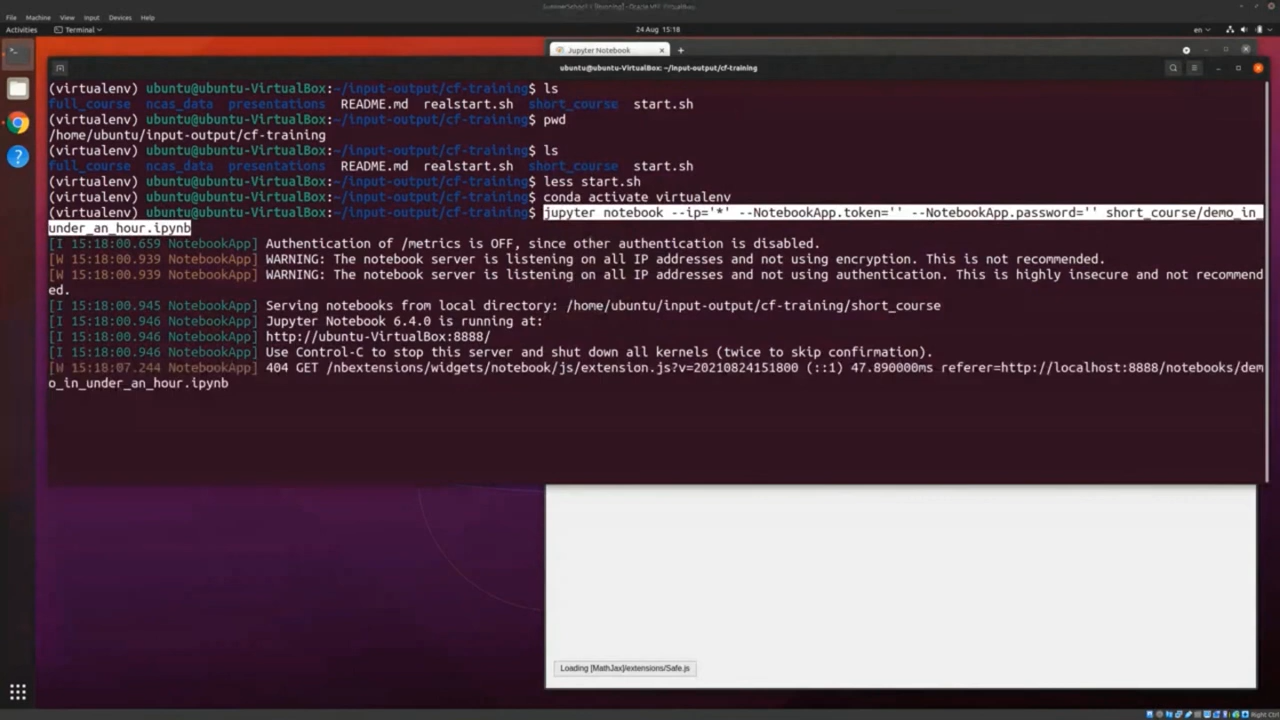 File Machine View Input Devices Help
Activities Terminal 24 Aug 15:18 en
Jupyter Notebook
ubuntu@ubuntu-VirtualBox: ~/input-output/cf-training
(virtualenv) ubuntu@ubuntu-VirtualBox:~/input-output/cf-training$ ls
full_course ncas_data presentations README.md realstart.sh short_course start.sh
(virtualenv) ubuntu@ubuntu-VirtualBox:~/input-output/cf-training$ pwd
/home/ubuntu/input-output/cf-training
(virtualenv) ubuntu@ubuntu-VirtualBox:~/input-output/cf-training$ ls
full_course ncas_data presentations README.md realstart.sh short_course start.sh
(virtualenv) ubuntu@ubuntu-VirtualBox:~/input-output/cf-training$ less start.sh
(virtualenv) ubuntu@ubuntu-VirtualBox:~/input-output/cf-training$ conda activate virtualenv
(virtualenv) ubuntu@ubuntu-VirtualBox:~/input-output/cf-training$ jupyter notebook --ip='*' --NotebookApp.token='' --NotebookApp.password='' short_course/demo_in_
under_an_hour.ipynb
[I 15:18:00.659 NotebookApp] Authentication of /metrics is OFF, since other authentication is disabled.
[W 15:18:00.939 NotebookApp] WARNING: The notebook server is listening on all IP addresses and not using encryption. This is not recommended.
[W 15:18:00.939 NotebookApp] WARNING: The notebook server is listening on all IP addresses and not using authentication. This is highly insecure and not recommend
ed.
[I 15:18:00.945 NotebookApp] Serving notebooks from local directory: /home/ubuntu/input-output/cf-training/short_course
[I 15:18:00.946 NotebookApp] Jupyter Notebook 6.4.0 is running at:
[I 15:18:00.946 NotebookApp] http://ubuntu-VirtualBox:8888/
[I 15:18:00.946 NotebookApp] Use Control-C to stop this server and shut down all kernels (twice to skip confirmation).
[W 15:18:07.244 NotebookApp] 404 GET /nbextensions/widgets/notebook/js/extension.js?v=20210824151800 (::1) 47.890000ms referer=http://localhost:8888/notebooks/dem
o_in_under_an_hour.ipynb
Loading [MathJax]/extensions/Safe.js
Right Ctrl